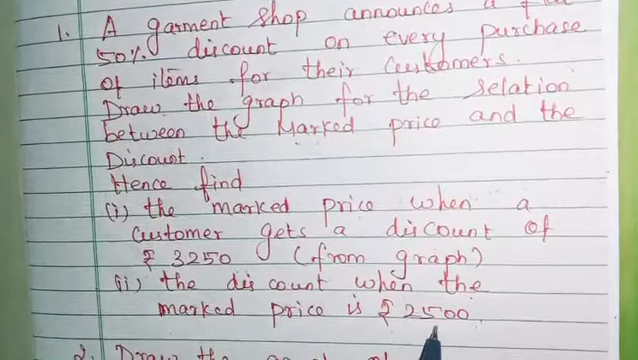 1. A garment shop announces a
50% discount on every purchase
of items for their customers.
Draw the graph for the relation
between the Marked price and the
Discount.
Hence find
(i) the marked price when a
customer gets a discount of
₹ 3250 (from graph)
(ii) the discount when the
marked price is ₹ 2500.
2. Draw the